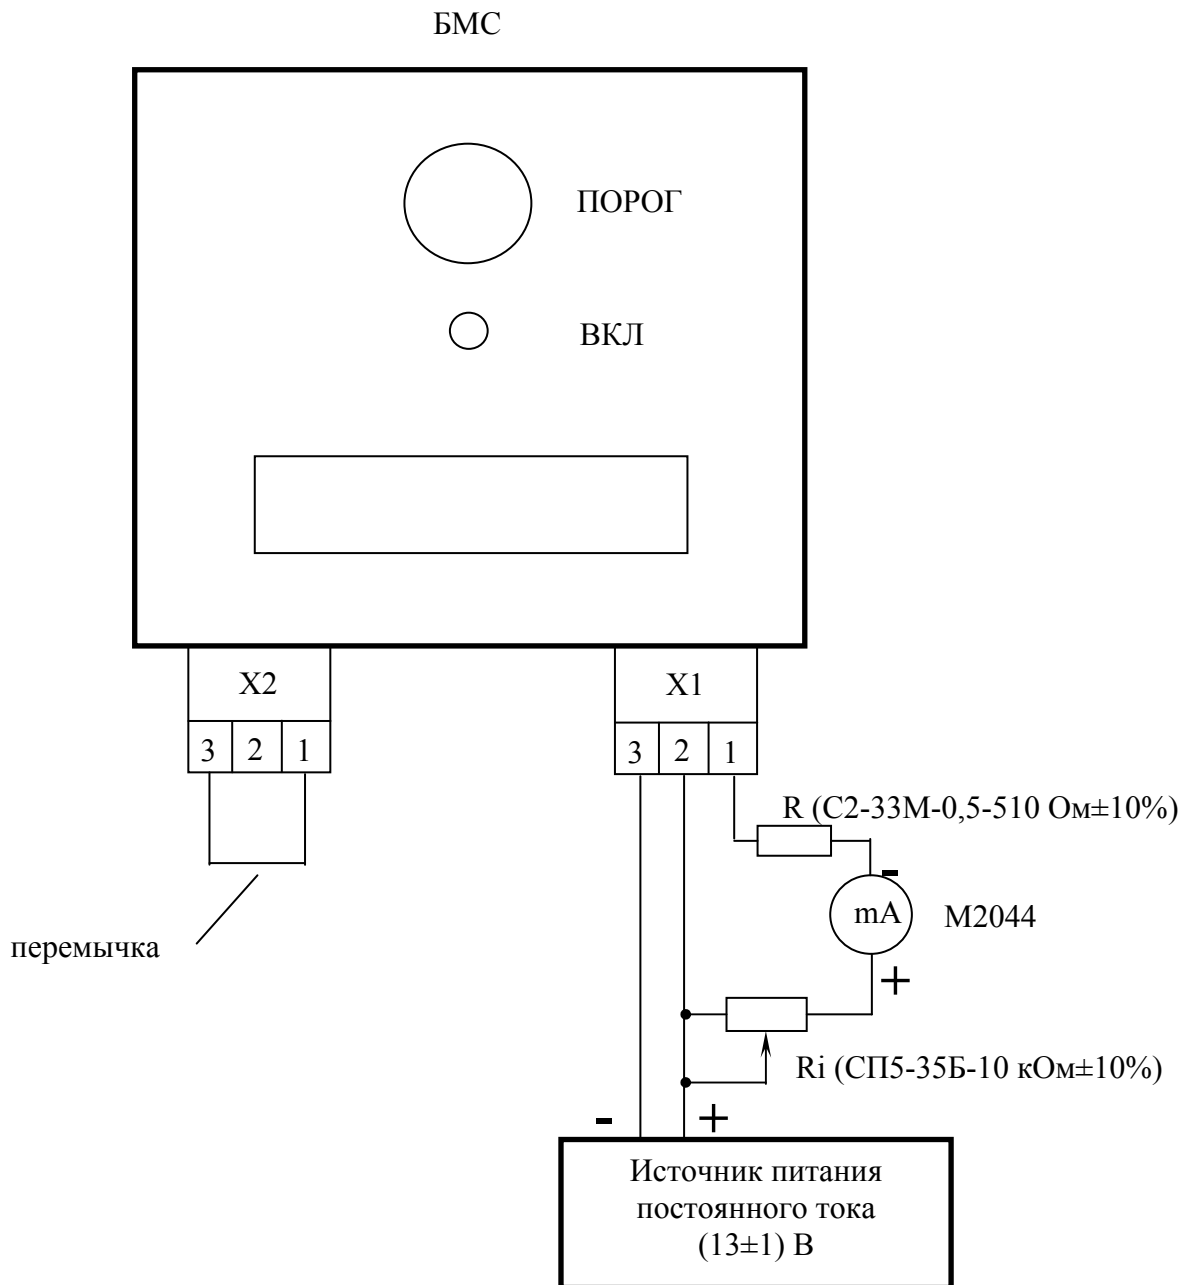 БМС
ПОРОГ
ВКЛ
X2
X1
3 2 1
3 2 1
R (С2-33М-0,5-510 Ом±10%)
-
mA
М2044
перемычка
+
Ri (СП5-35Б-10 кОм±10%)
- +
Источник питания
постоянного тока
(13±1) В